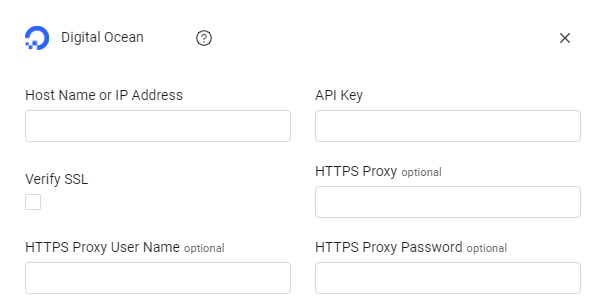 Digital Ocean
Host Name or IP Address
API Key
Verify SSL
HTTPS Proxy optional
HTTPS Proxy User Name optional
HTTPS Proxy Password optional